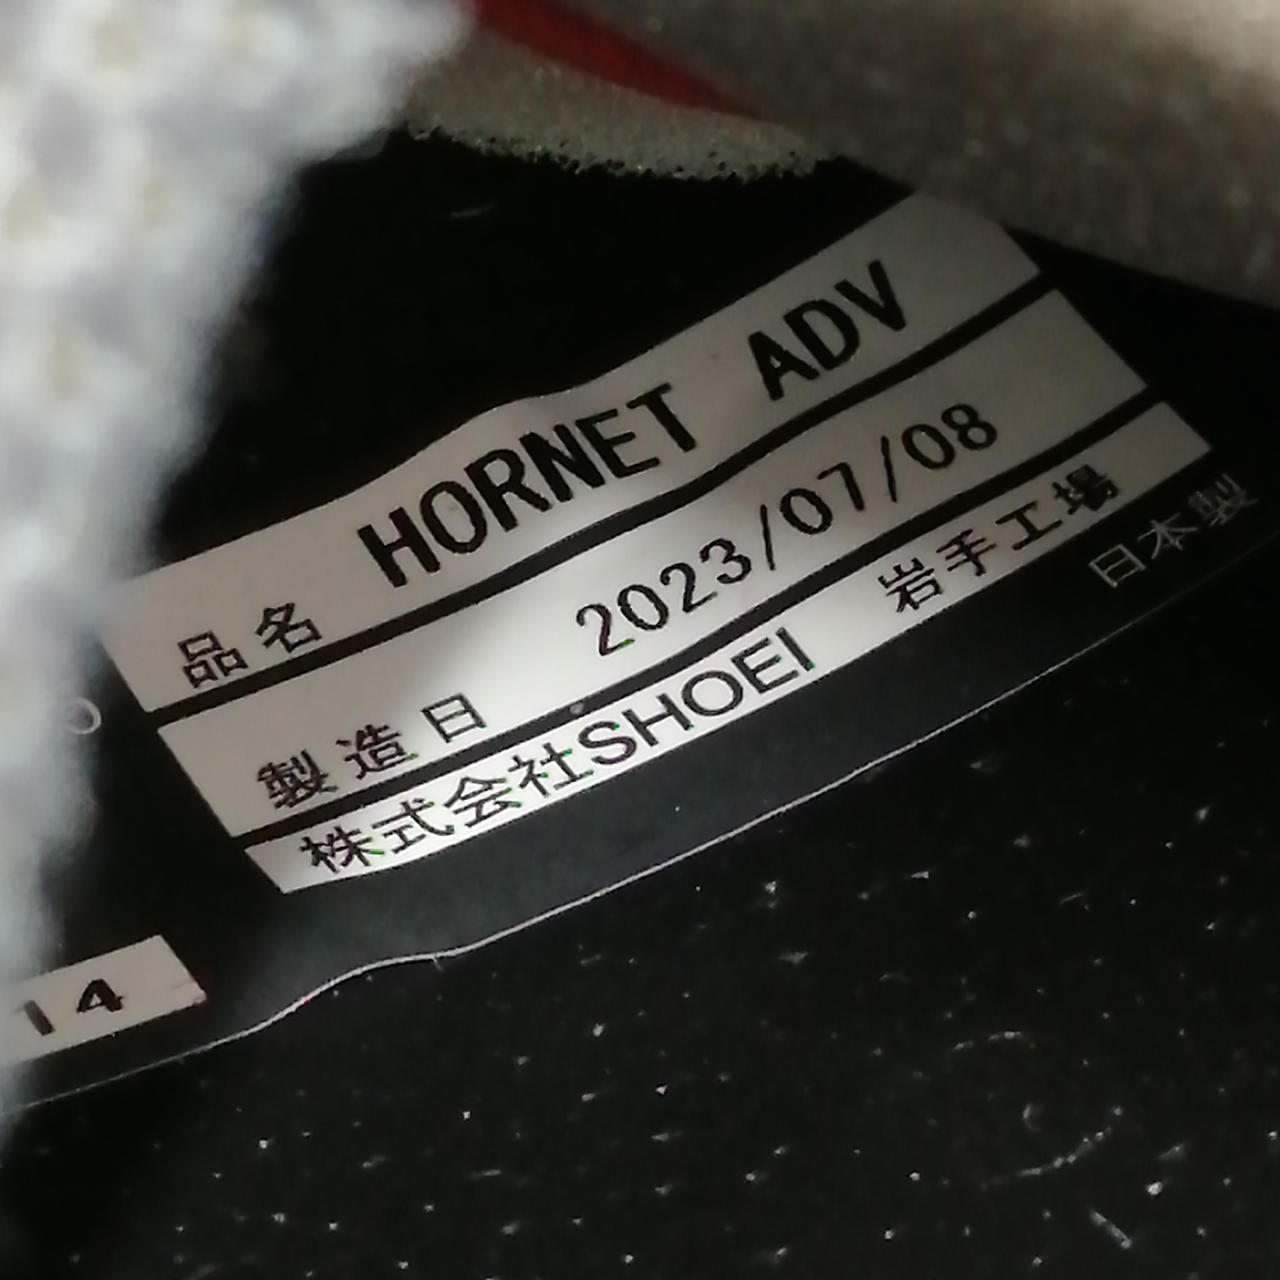 品名 HORNET ADV
製造日 2023/07/08
株式会社SHOEI 岩手工場
日本製
14